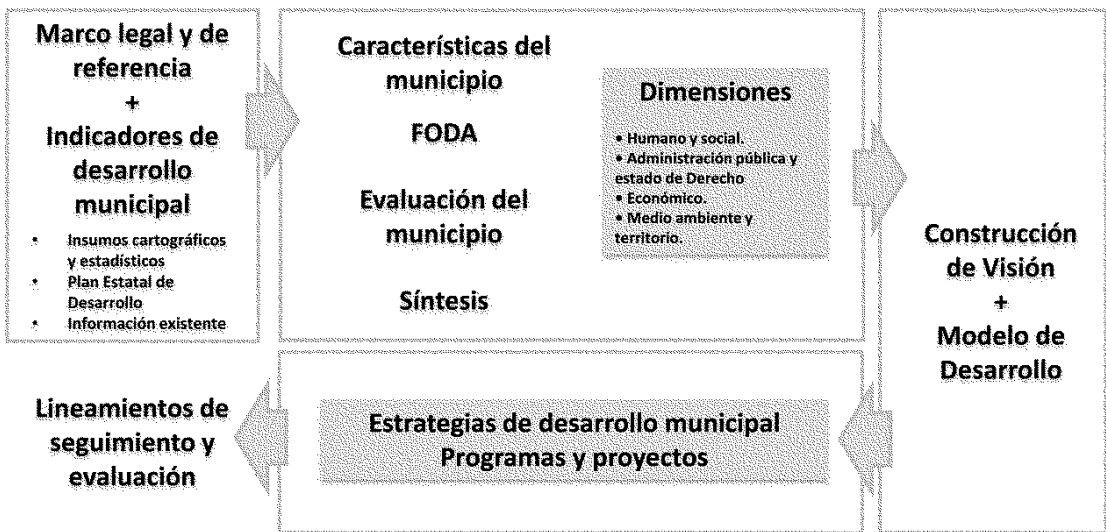 Marco legal y de
referencia
+
Indicadores de
desarrollo
municipal
• Insumos cartográficos
y estadísticos
• Plan Estatal de
Desarrollo
• Información existente
Características del
municipio
FODA
Evaluación del
municipio
Síntesis
Dimensiones
• Humano y social.
• Administración pública y
estado de Derecho
• Económico.
• Medio ambiente y
territorio.
Construcción
de Visión
+
Modelo de
Desarrollo
Estrategias de desarrollo municipal
Programas y proyectos
Lineamientos de
seguimiento y
evaluación